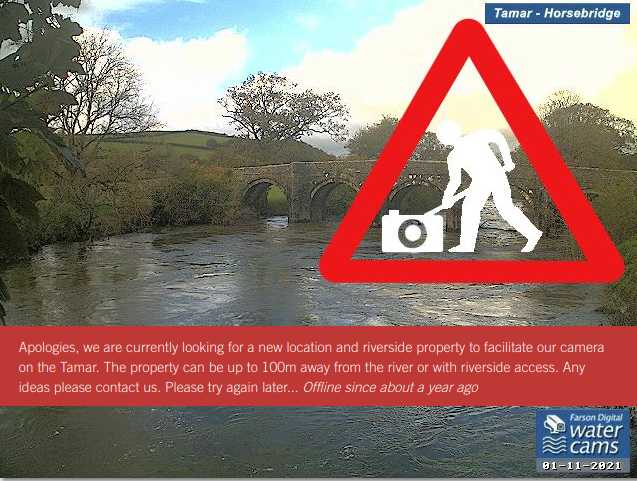 Tamar - Horsebridge
Apologies, we are currently looking for a new location and riverside property to facilitate our camera
on the Tamar. The property can be up to 100m away from the river or with riverside access. Any
ideas please contact us. Please try again later... Offline since about a year ago
Farson Digital
water
cams
01-11-2021